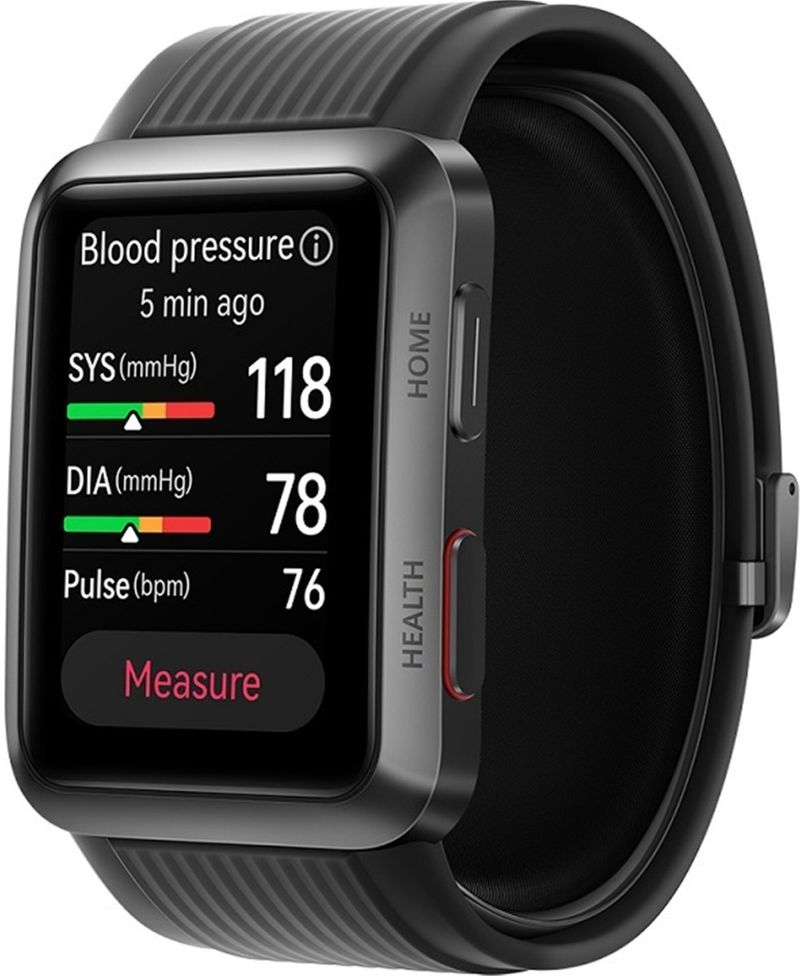 Blood pressure
5 min ago
SYS(mmHg) 118
DIA(mmHg) 78
Pulse(bpm) 76
Measure
HOME
HEALTH